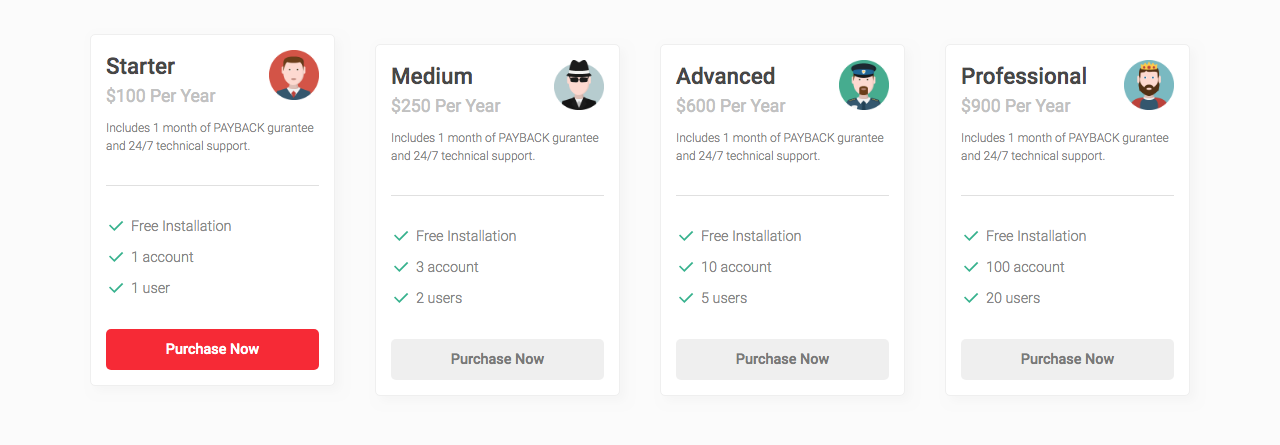 Starter
$100 Per Year
Includes 1 month of PAYBACK gurantee
and 24/7 technical support.
Free Installation
1 account
1 user
Purchase Now
Medium
$250 Per Year
Includes 1 month of PAYBACK gurantee
and 24/7 technical support.
Free Installation
3 account
2 users
Purchase Now
Advanced
$600 Per Year
Includes 1 month of PAYBACK gurantee
and 24/7 technical support.
Free Installation
10 account
5 users
Purchase Now
Professional
$900 Per Year
Includes 1 month of PAYBACK gurantee
and 24/7 technical support.
Free Installation
100 account
20 users
Purchase Now